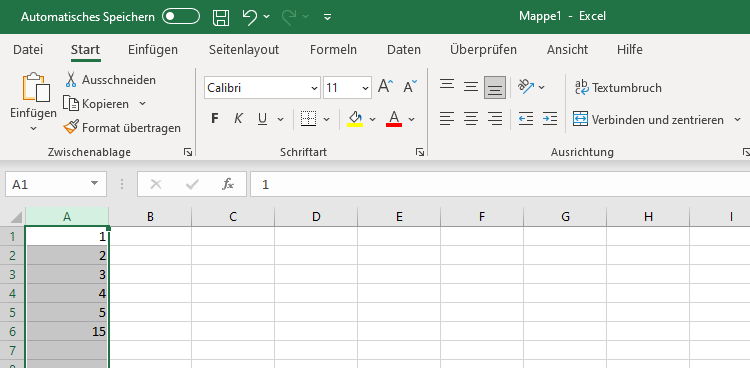 Automatisches Speichern Mappe1 - Excel
Datei Start Einfügen Seitenlayout Formeln Daten Überprüfen Ansicht Hilfe
Einfügen
Ausschneiden
Kopieren
Format übertragen
Zwischenablage
Calibri 11 A A
F K U A
Schriftart
ab
ab c Textumbruch
Verbinden und zentrieren
Ausrichtung
A1 fx 1
A B C D E F G H I
1 1
2 2
3 3
4 4
5 5
6 15
7